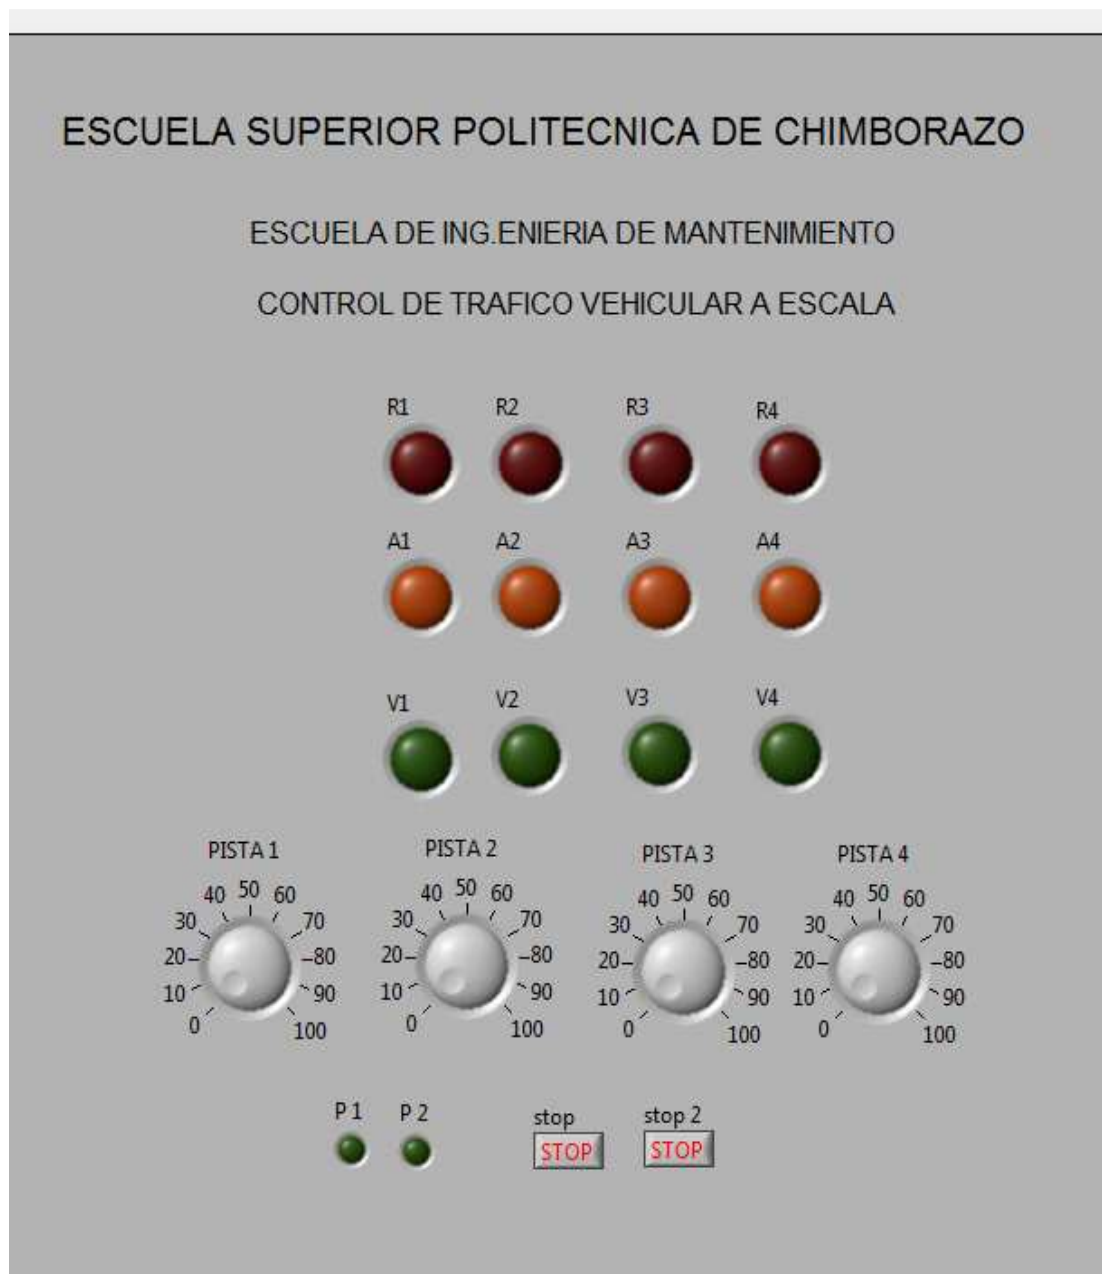 ESCUELA SUPERIOR POLITECNICA DE CHIMBORAZO
ESCUELA DE ING.ENIERIA DE MANTENIMIENTO
CONTROL DE TRAFICO VEHICULAR A ESCALA
R1 R2 R3 R4
A1 A2 A3 A4
V1 V2 V3 V4
PISTA 1
0 10 20 30 40 50 60 70 80 90 100
PISTA 2
0 10 20 30 40 50 60 70 80 90 100
PISTA 3
0 10 20 30 40 50 60 70 80 90 100
PISTA 4
0 10 20 30 40 50 60 70 80 90 100
P 1 P 2 stop stop 2
STOP STOP